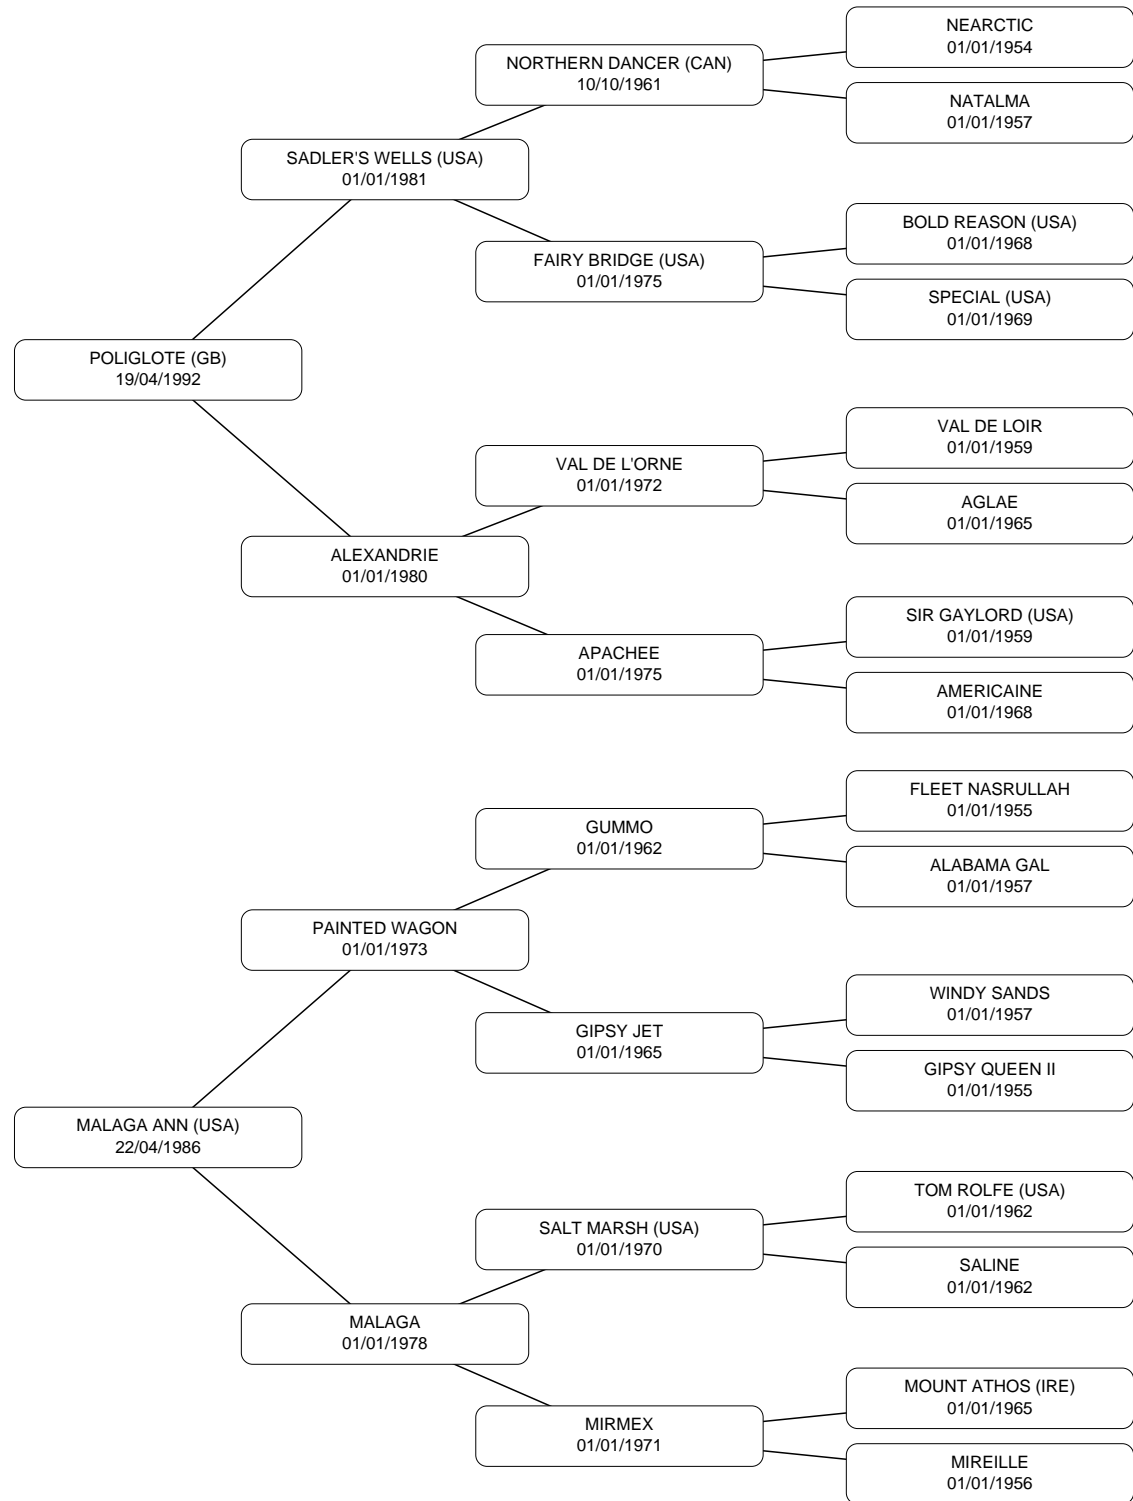 NEARCTIC
01/01/1954
NORTHERN DANCER (CAN)
10/10/1961
NATALMA
01/01/1957
SADLER'S WELLS (USA)
01/01/1981
BOLD REASON (USA)
01/01/1968
FAIRY BRIDGE (USA)
01/01/1975
SPECIAL (USA)
01/01/1969
POLIGLOTE (GB)
19/04/1992
VAL DE LOIR
01/01/1959
VAL DE L'ORNE
01/01/1972
AGLAE
01/01/1965
ALEXANDRIE
01/01/1980
SIR GAYLORD (USA)
01/01/1959
APACHEE
01/01/1975
AMERICAINE
01/01/1968
FLEET NASRULLAH
01/01/1955
GUMMO
01/01/1962
ALABAMA GAL
01/01/1957
PAINTED WAGON
01/01/1973
WINDY SANDS
01/01/1957
GIPSY JET
01/01/1965
GIPSY QUEEN II
01/01/1955
MALAGA ANN (USA)
22/04/1986
TOM ROLFE (USA)
01/01/1962
SALT MARSH (USA)
01/01/1970
SALINE
01/01/1962
MALAGA
01/01/1978
MOUNT ATHOS (IRE)
01/01/1965
MIRMEX
01/01/1971
MIREILLE
01/01/1956